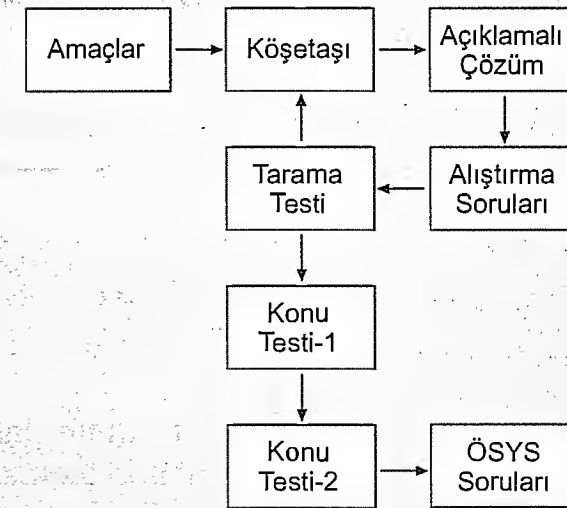 Amaçlar
Köşetaşı
Açıklamalı
Çözüm
Tarama
Testi
Alıştırma
Soruları
Konu
Testi-1
Konu
Testi-2
ÖSYS
Soruları